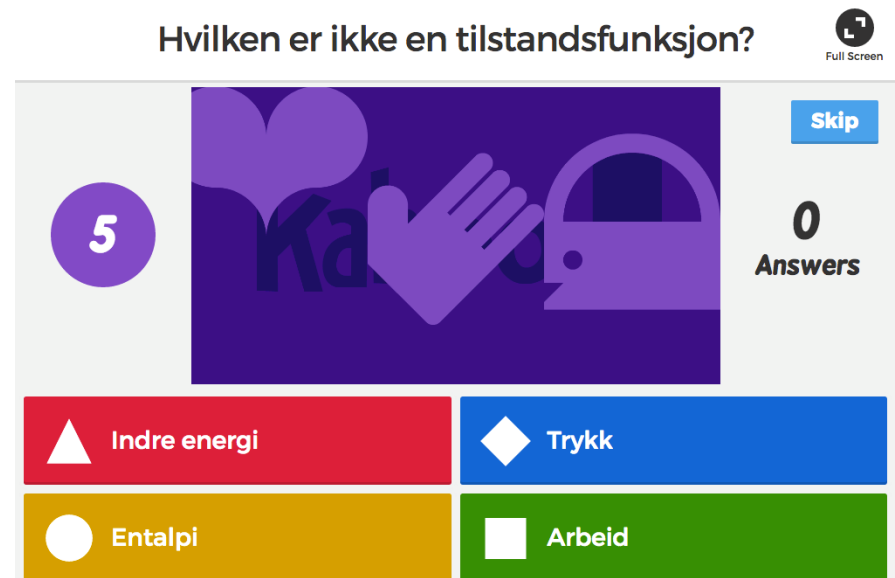 Hvilken er ikke en tilstandsfunksjon?
Full Screen
Skip
5
0
Answers
Indre energi
Trykk
Entalpi
Arbeid